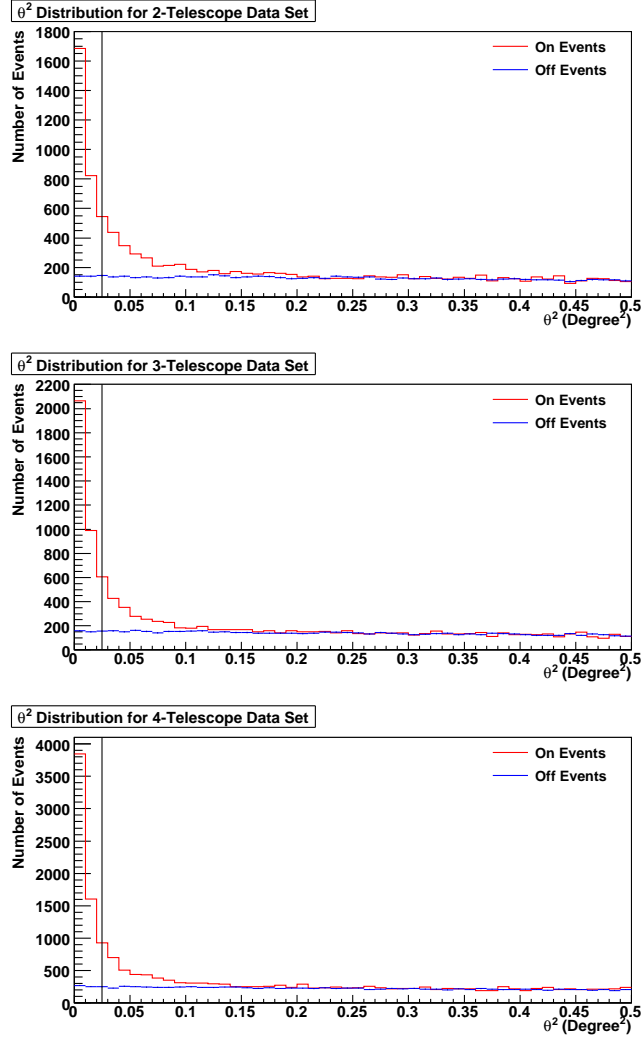 θ² Distribution for 2-Telescope Data Set
Number of Events
1800
1600
1400
1200
1000
800
600
400
200
0
On Events
Off Events
0 0.05 0.1 0.15 0.2 0.25 0.3 0.35 0.4 0.45 0.5
θ² (Degree²)
θ² Distribution for 3-Telescope Data Set
Number of Events
2200
2000
1800
1600
1400
1200
1000
800
600
400
200
0
On Events
Off Events
0 0.05 0.1 0.15 0.2 0.25 0.3 0.35 0.4 0.45 0.5
θ² (Degree²)
θ² Distribution for 4-Telescope Data Set
Number of Events
4000
3500
3000
2500
2000
1500
1000
500
0
On Events
Off Events
0 0.05 0.1 0.15 0.2 0.25 0.3 0.35 0.4 0.45 0.5
θ² (Degree²)